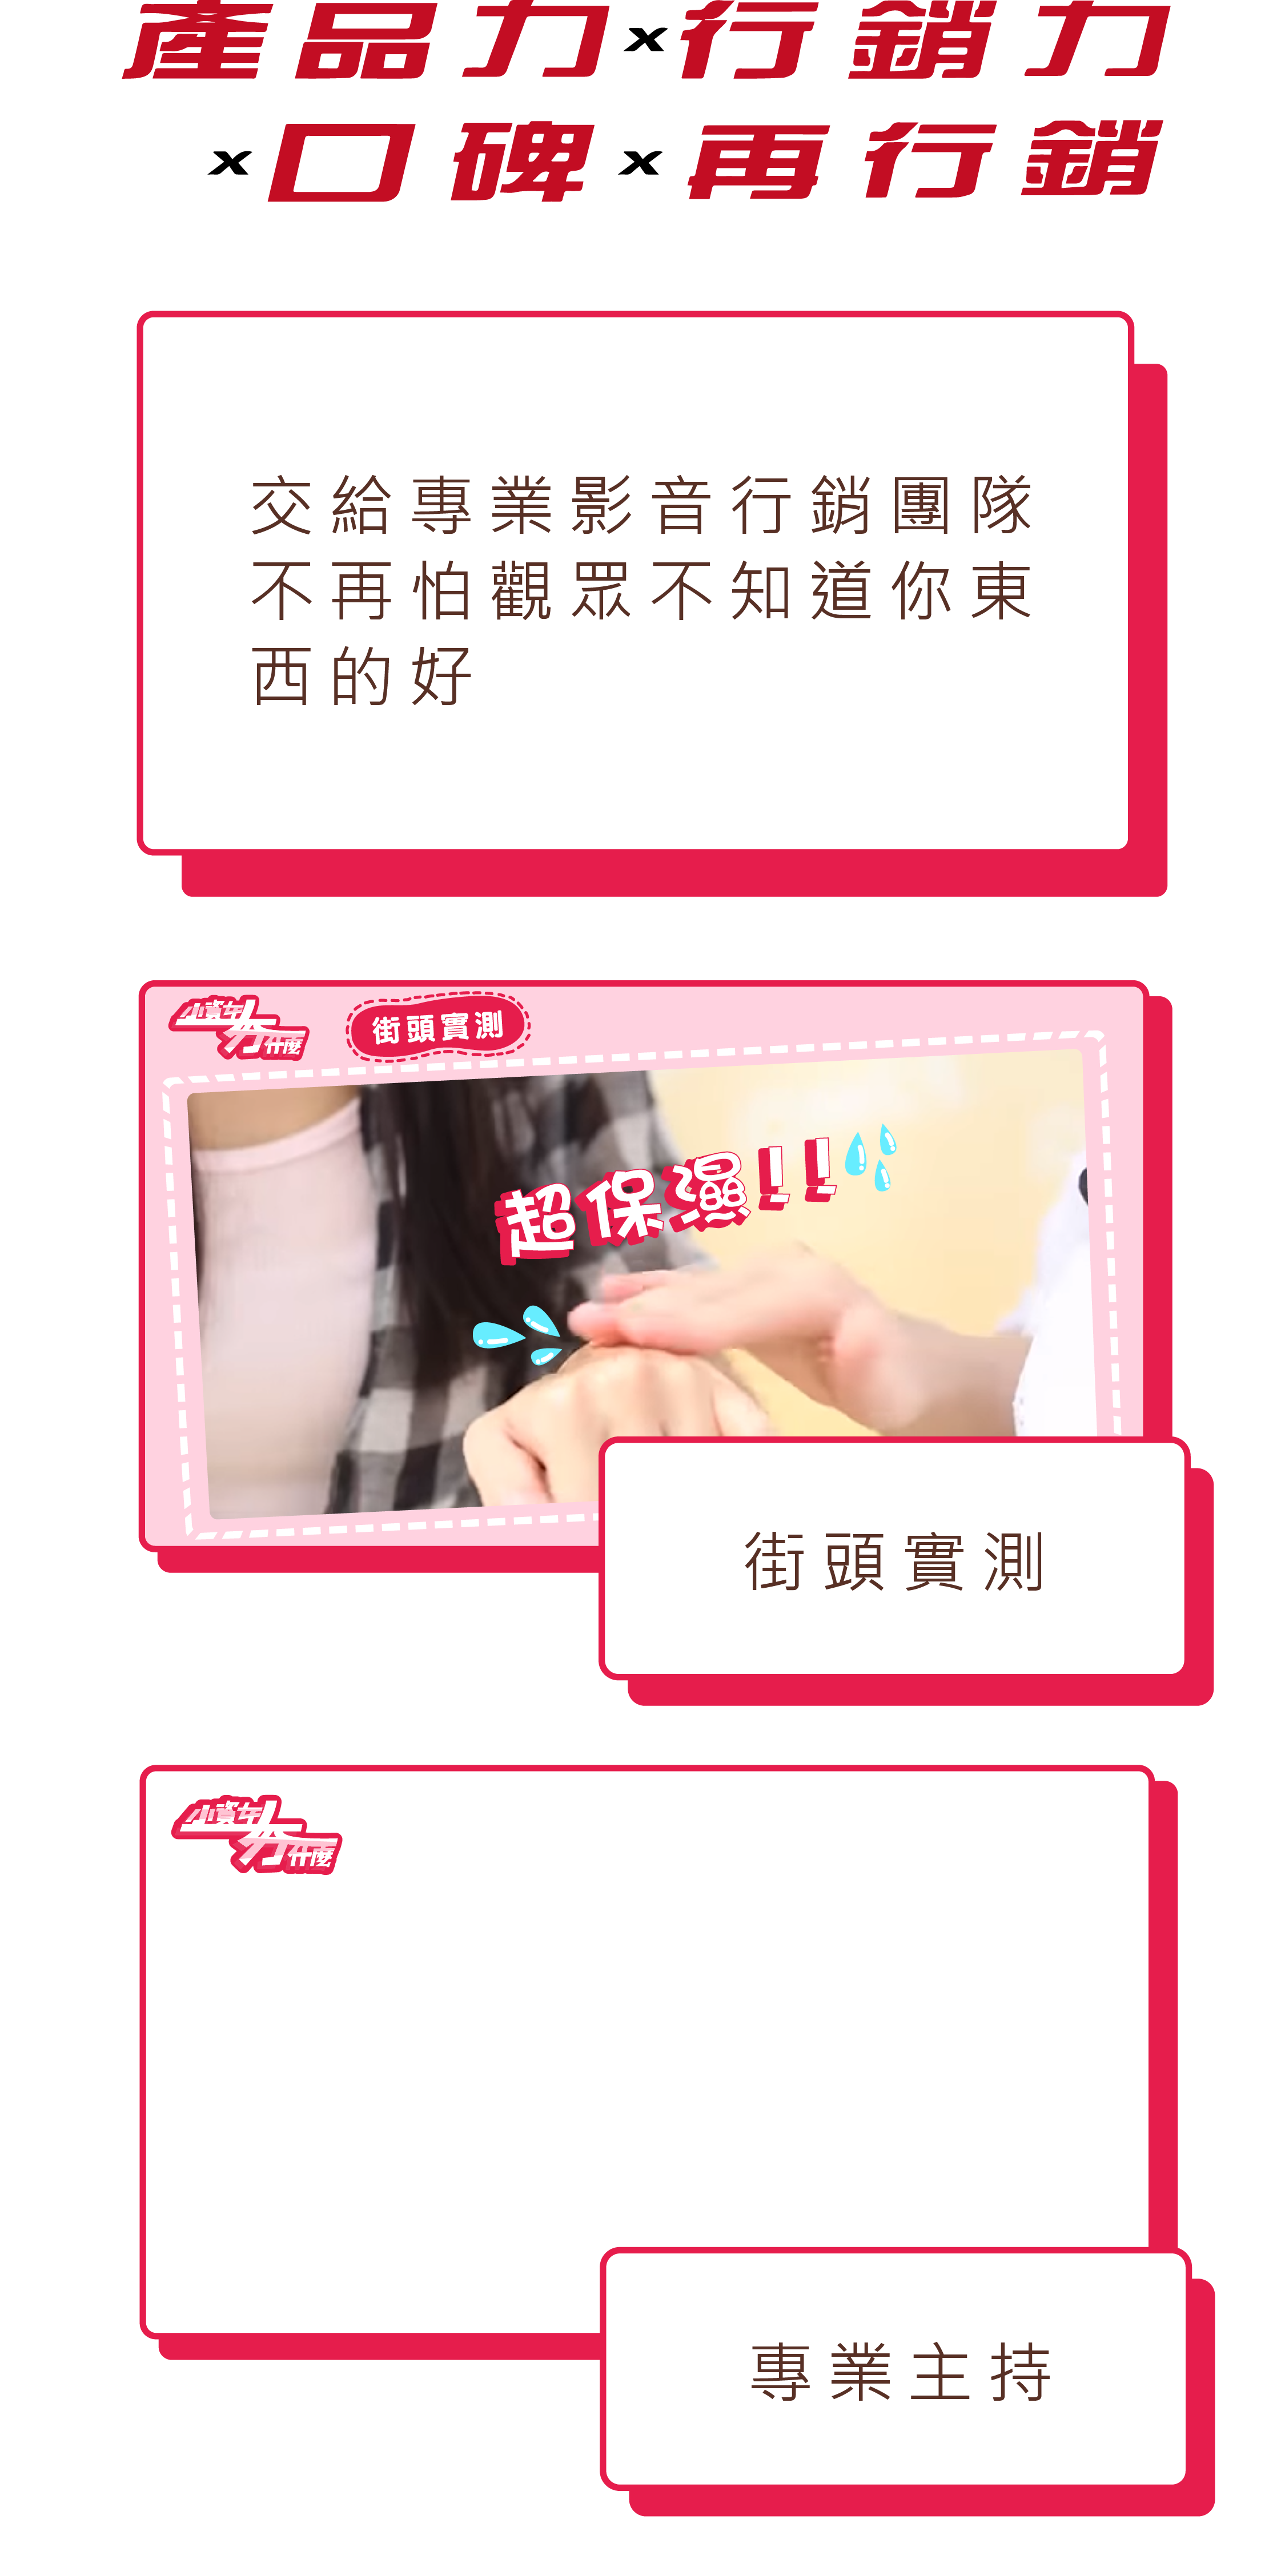 產品力×行銷力
×口碑×再行銷
交給專業影音行銷團隊
不再怕觀眾不知道你東
西的好
小資年夯什麼
街頭實測
超保濕!!
街頭實測
小資年夯什麼
專業主持